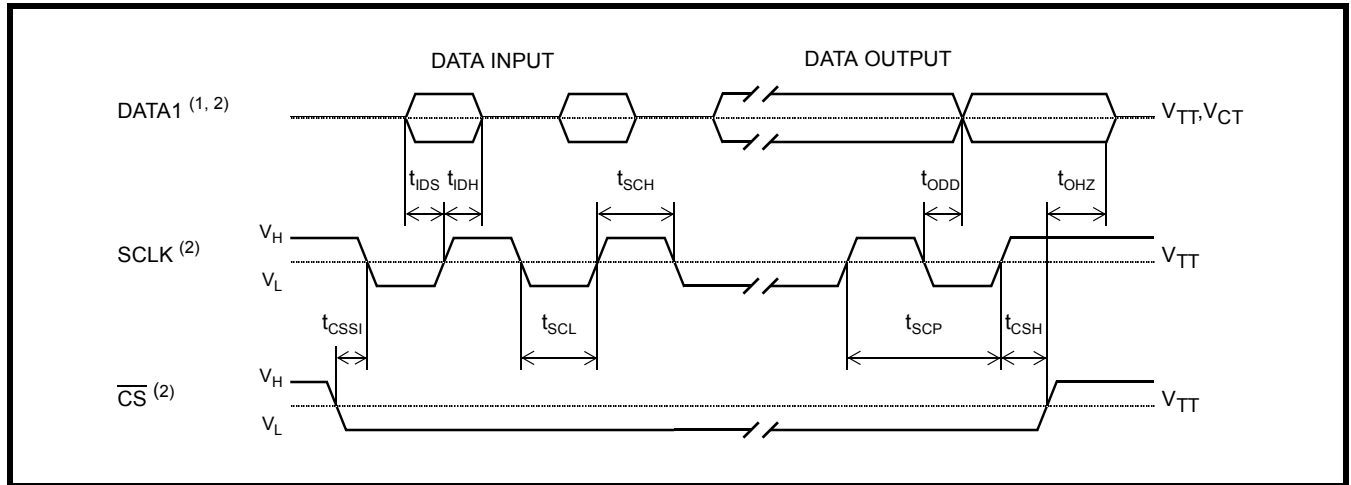 DATA INPUT DATA OUTPUT
DATA1 (1, 2) VTT,VCT
tIDS tIDH tSCH tODD tOHZ
VH
SCLK (2) VTT
VL
tCSSI tSCL tSCP tCSH
VH
CS (2) VTT
VL